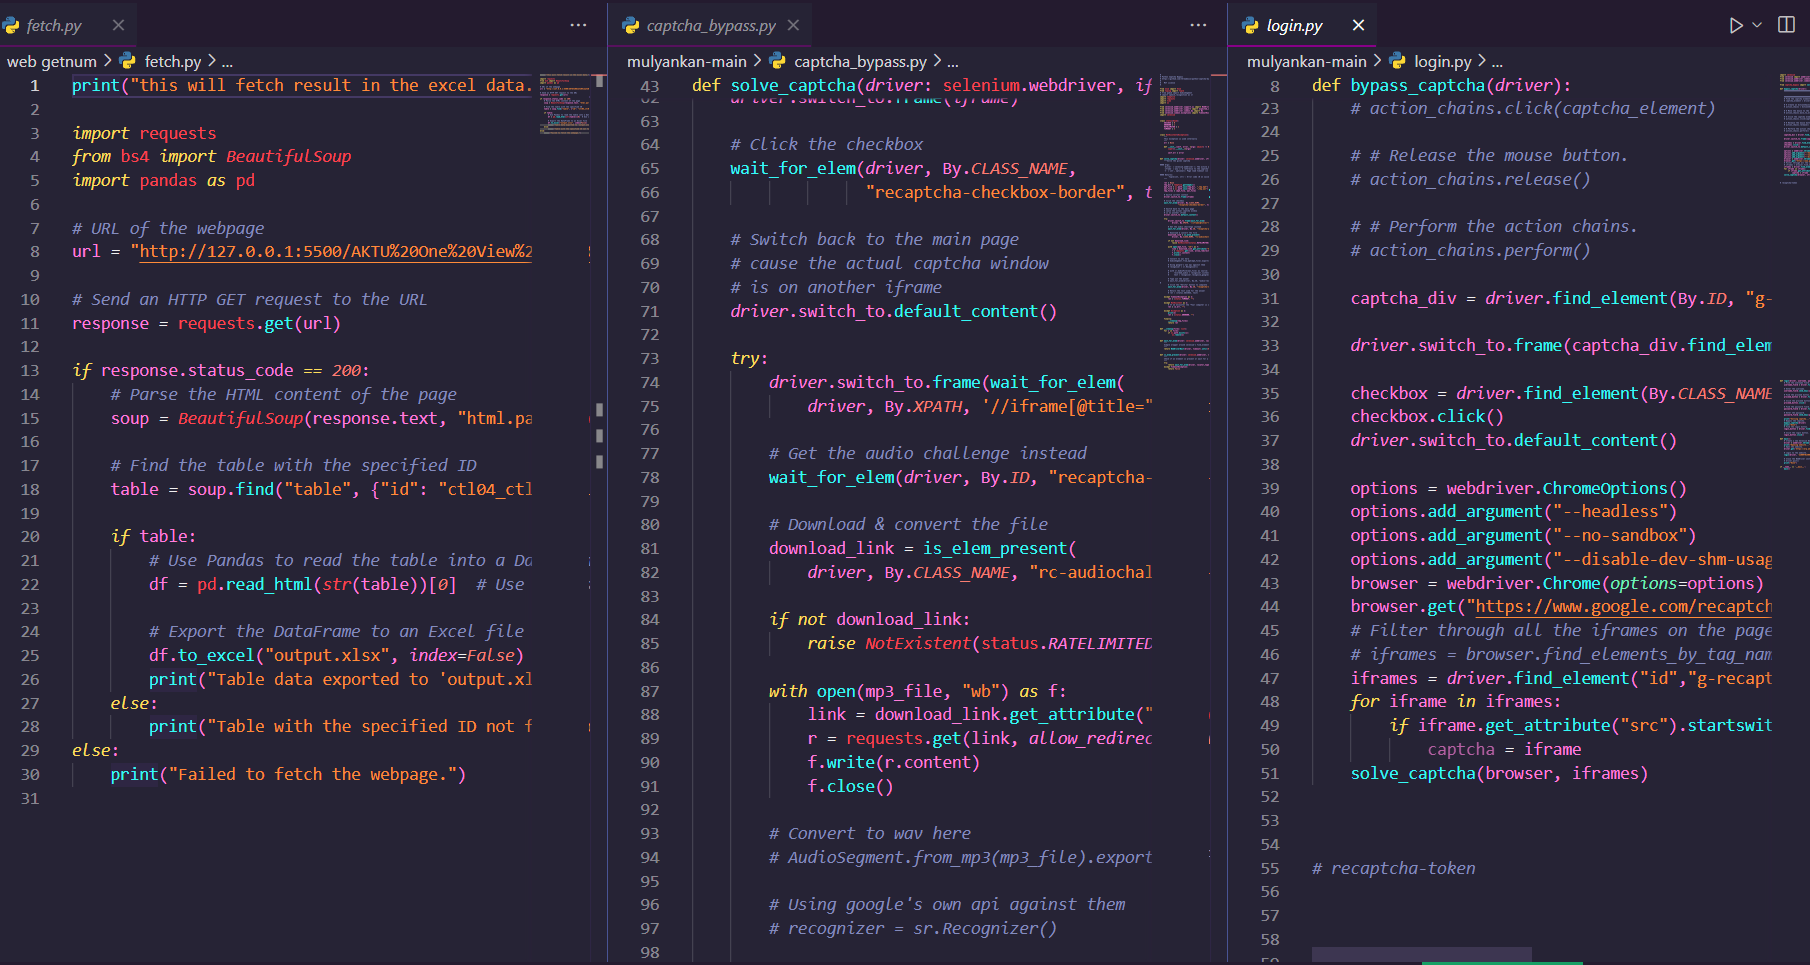 fetch.py
web getnum > fetch.py > ...
1 print("this will fetch result in the excel data.
2
3 import requests
4 from bs4 import BeautifulSoup
5 import pandas as pd
6
7 # URL of the webpage
8 url = "http://127.0.0.1:5500/AKTU%20One%20View%2
9
10 # Send an HTTP GET request to the URL
11 response = requests.get(url)
12
13 if response.status_code == 200:
14 # Parse the HTML content of the page
15 soup = BeautifulSoup(response.text, "html.pa
16
17 # Find the table with the specified ID
18 table = soup.find("table", {"id": "ctl04_ctl
19
20 if table:
21 # Use Pandas to read the table into a Da
22 df = pd.read_html(str(table))[0] # Use
23
24 # Export the DataFrame to an Excel file
25 df.to_excel("output.xlsx", index=False)
26 print("Table data exported to 'output.xl
27 else:
28 print("Table with the specified ID not f
29 else:
30 print("Failed to fetch the webpage.")
31
captcha_bypass.py
mulyankan-main > captcha_bypass.py > ...
43 def solve_captcha(driver: selenium.webdriver, if
62 driver.switch_to.frame(iframe)
63
64 # Click the checkbox
65 wait_for_elem(driver, By.CLASS_NAME,
66 "recaptcha-checkbox-border", t
67
68 # Switch back to the main page
69 # cause the actual captcha window
70 # is on another iframe
71 driver.switch_to.default_content()
72
73 try:
74 driver.switch_to.frame(wait_for_elem(
75 driver, By.XPATH, '//iframe[@title="
76
77 # Get the audio challenge instead
78 wait_for_elem(driver, By.ID, "recaptcha-
79
80 # Download & convert the file
81 download_link = is_elem_present(
82 driver, By.CLASS_NAME, "rc-audiochal
83
84 if not download_link:
85 raise NotExistent(status.RATELIMITED
86
87 with open(mp3_file, "wb") as f:
88 link = download_link.get_attribute("
89 r = requests.get(link, allow_redirec
90 f.write(r.content)
91 f.close()
92
93 # Convert to wav here
94 # AudioSegment.from_mp3(mp3_file).export
95
96 # Using google's own api against them
97 # recognizer = sr.Recognizer()
98
login.py
mulyankan-main > login.py > ...
8 def bypass_captcha(driver):
23 # action_chains.click(captcha_element)
24
25 # # Release the mouse button.
26 # action_chains.release()
27
28 # # Perform the action chains.
29 # action_chains.perform()
30
31 captcha_div = driver.find_element(By.ID, "g-
32
33 driver.switch_to.frame(captcha_div.find_elem
34
35 checkbox = driver.find_element(By.CLASS_NAME
36 checkbox.click()
37 driver.switch_to.default_content()
38
39 options = webdriver.ChromeOptions()
40 options.add_argument("--headless")
41 options.add_argument("--no-sandbox")
42 options.add_argument("--disable-dev-shm-usag
43 browser = webdriver.Chrome(options=options)
44 browser.get("https://www.google.com/recaptch
45 # Filter through all the iframes on the page
46 # iframes = browser.find_elements_by_tag_nam
47 iframes = driver.find_element("id","g-recapt
48 for iframe in iframes:
49 if iframe.get_attribute("src").startswit
50 captcha = iframe
51 solve_captcha(browser, iframes)
52
53
54
55 # recaptcha-token
56
57
58